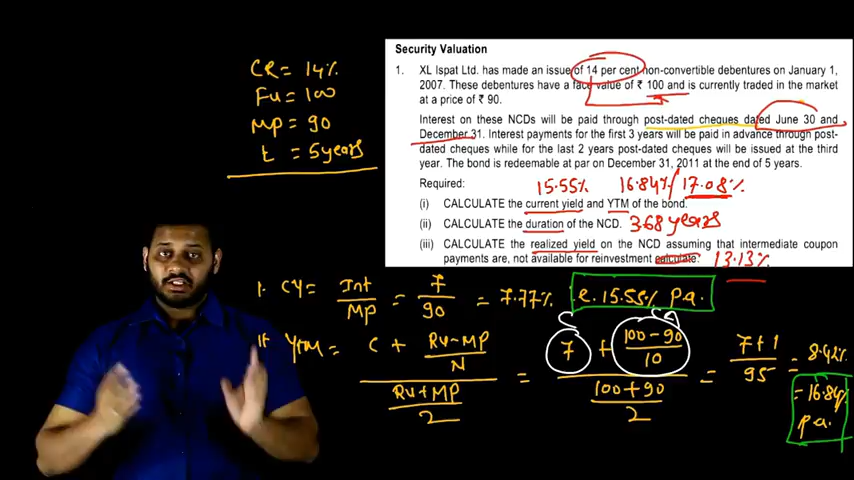 CR = 14%
FU = 100
MP = 90
t = 5 years
Security Valuation
1. XL Ispat Ltd. has made an issue of 14 per cent non-convertible debentures on January 1,
2007. These debentures have a face value of ₹ 100 and is currently traded in the market
at a price of ₹ 90.
Interest on these NCDs will be paid through post-dated cheques dated June 30 and
December 31. Interest payments for the first 3 years will be paid in advance through post-
dated cheques while for the last 2 years post-dated cheques will be issued at the third
year. The bond is redeemable at par on December 31, 2011 at the end of 5 years.
Required:
15.55% 16.84% / 17.08%
(i) CALCULATE the current yield and YTM of the bond.
(ii) CALCULATE the duration of the NCD. 3.68 years
(iii) CALCULATE the realized yield on the NCD assuming that intermediate coupon
payments are, not available for reinvestment calculate. 13.13%
1. CY = Int / MP = 7 / 90 = 7.77% i.e. 15.55% p.a.
11 YTM = C + RV - MP / N / RV + MP / 2 = 7 + 100 - 90 / 10 / 100 + 90 / 2 = 7 + 1 / 95 = 8.42%
= 16.84%
p.a.